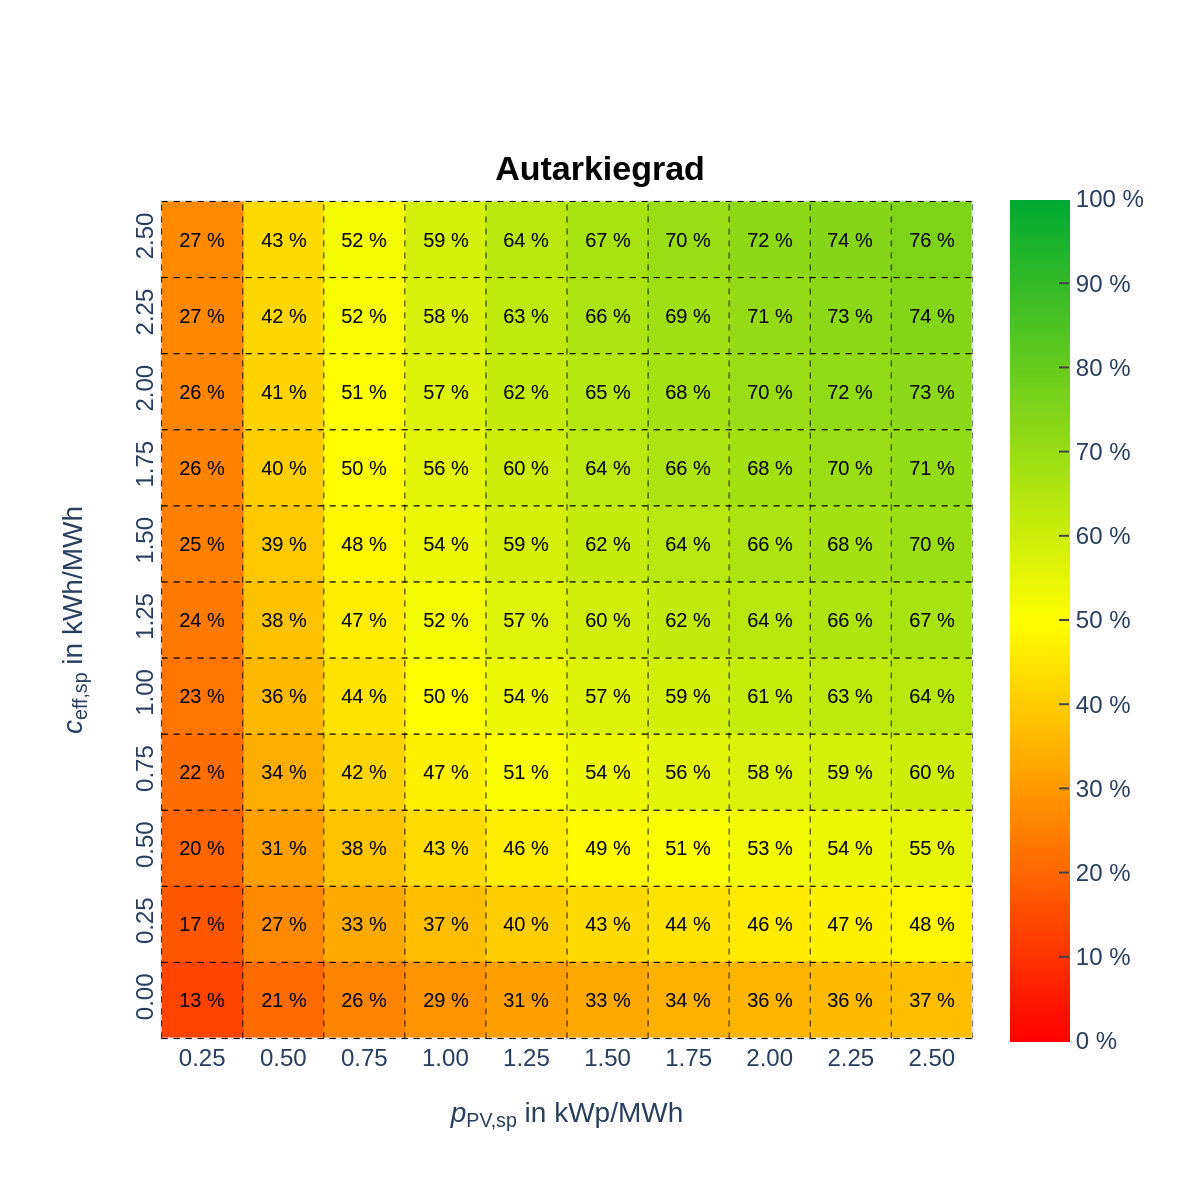 Autarkiegrad
2.50 27 % 43 % 52 % 59 % 64 % 67 % 70 % 72 % 74 % 76 %
2.25 27 % 42 % 52 % 58 % 63 % 66 % 69 % 71 % 73 % 74 %
2.00 26 % 41 % 51 % 57 % 62 % 65 % 68 % 70 % 72 % 73 %
1.75 26 % 40 % 50 % 56 % 60 % 64 % 66 % 68 % 70 % 71 %
1.50 25 % 39 % 48 % 54 % 59 % 62 % 64 % 66 % 68 % 70 %
1.25 24 % 38 % 47 % 52 % 57 % 60 % 62 % 64 % 66 % 67 %
1.00 23 % 36 % 44 % 50 % 54 % 57 % 59 % 61 % 63 % 64 %
0.75 22 % 34 % 42 % 47 % 51 % 54 % 56 % 58 % 59 % 60 %
0.50 20 % 31 % 38 % 43 % 46 % 49 % 51 % 53 % 54 % 55 %
0.25 17 % 27 % 33 % 37 % 40 % 43 % 44 % 46 % 47 % 48 %
0.00 13 % 21 % 26 % 29 % 31 % 33 % 34 % 36 % 36 % 37 %
0.25 0.50 0.75 1.00 1.25 1.50 1.75 2.00 2.25 2.50
pPV,sp in kWp/MWh
ceff,sp in kWh/MWh
100 %
90 %
80 %
70 %
60 %
50 %
40 %
30 %
20 %
10 %
0 %